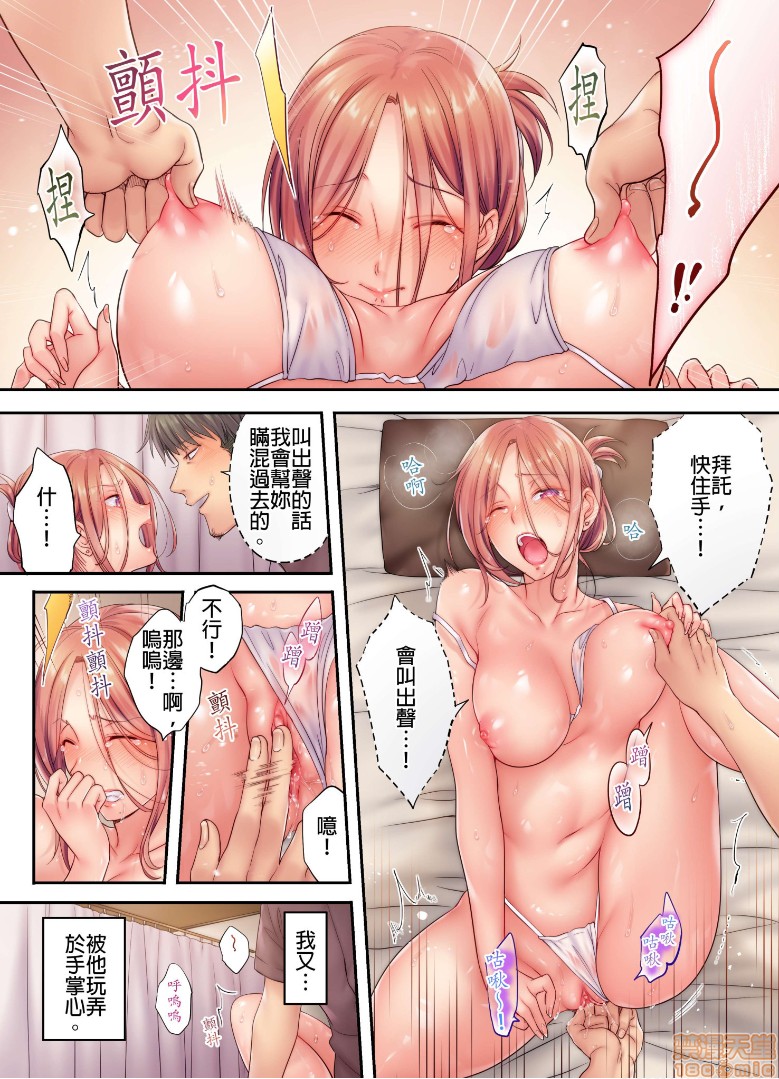 顫抖
捏
捏
!!
拜託，
快住手…！
哈啊
哈
會叫出聲…！
蹭
蹭
咕啾
咕啾
咕啾～！
叫出聲的話
我會幫妳
瞞混過去的。
什…！
不行！
蹭
蹭
顫抖
噫！
那邊…啊，
嗚嗚！
顫抖顫抖
我又…
呼嗚嗚
顫抖
被他玩弄
於手掌心。